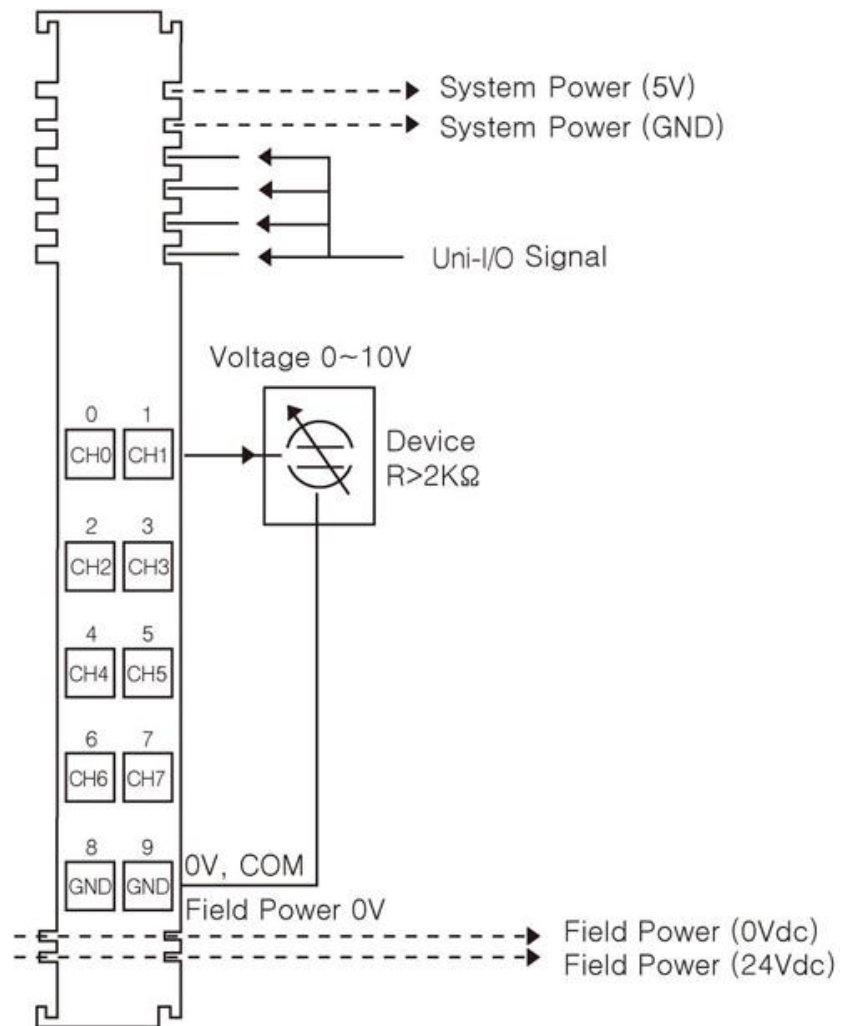 System Power (5V)
System Power (GND)
Uni-I/O Signal
Voltage 0~10V
0 1
CH0 CH1
Device
R>2KΩ
2 3
CH2 CH3
4 5
CH4 CH5
6 7
CH6 CH7
8 9
GND GND
0V, COM
Field Power 0V
Field Power (0Vdc)
Field Power (24Vdc)